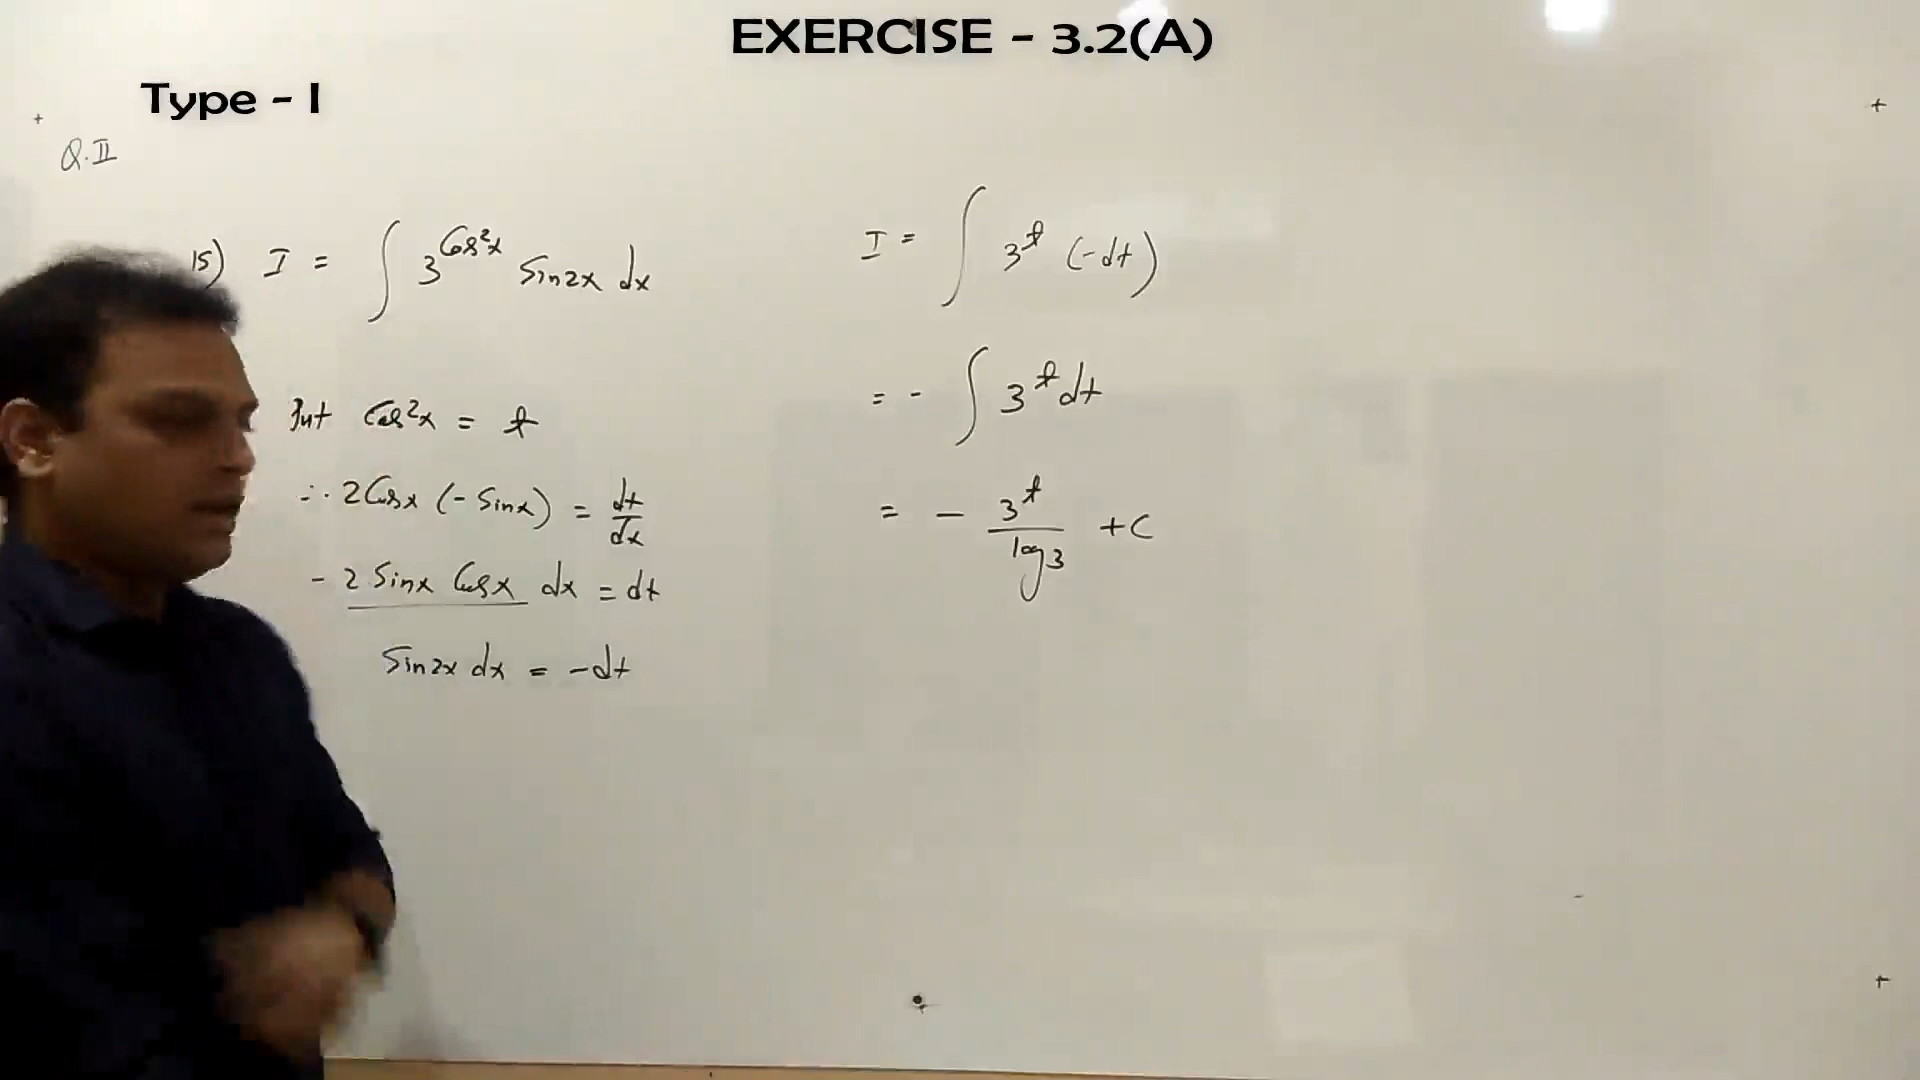 EXERCISE - 3.2(A)
Type - I
Q.II
15) I = ∫ 3^Cos²x Sin2x dx
Put Cos²x = t
∴ 2Cosx (-Sinx) = dt/dx
- 2 Sinx Cosx dx = dt
Sin2x dx = -dt
I = ∫ 3^t (-dt)
= - ∫ 3^t dt
= - 3^t/log3 + C